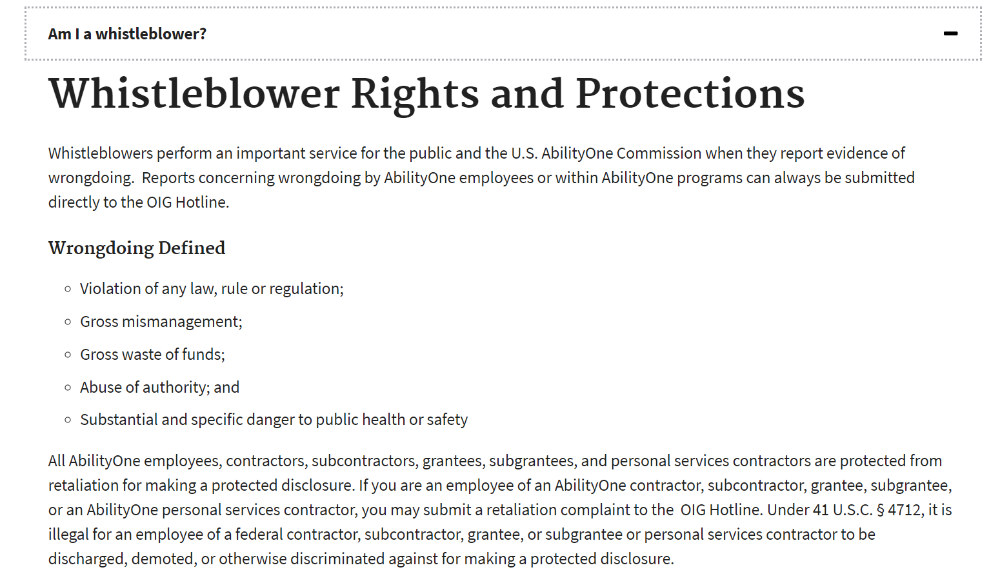 Am I a whistleblower?
Whistleblower Rights and Protections
Whistleblowers perform an important service for the public and the U.S. AbilityOne Commission when they report evidence of
wrongdoing.  Reports concerning wrongdoing by AbilityOne employees or within AbilityOne programs can always be submitted
directly to the OIG Hotline.
Wrongdoing Defined
Violation of any law, rule or regulation;
Gross mismanagement;
Gross waste of funds;
Abuse of authority; and
Substantial and specific danger to public health or safety
All AbilityOne employees, contractors, subcontractors, grantees, subgrantees, and personal services contractors are protected from
retaliation for making a protected disclosure. If you are an employee of an AbilityOne contractor, subcontractor, grantee, subgrantee,
or an AbilityOne personal services contractor, you may submit a retaliation complaint to the  OIG Hotline. Under 41 U.S.C. § 4712, it is
illegal for an employee of a federal contractor, subcontractor, grantee, or subgrantee or personal services contractor to be
discharged, demoted, or otherwise discriminated against for making a protected disclosure.